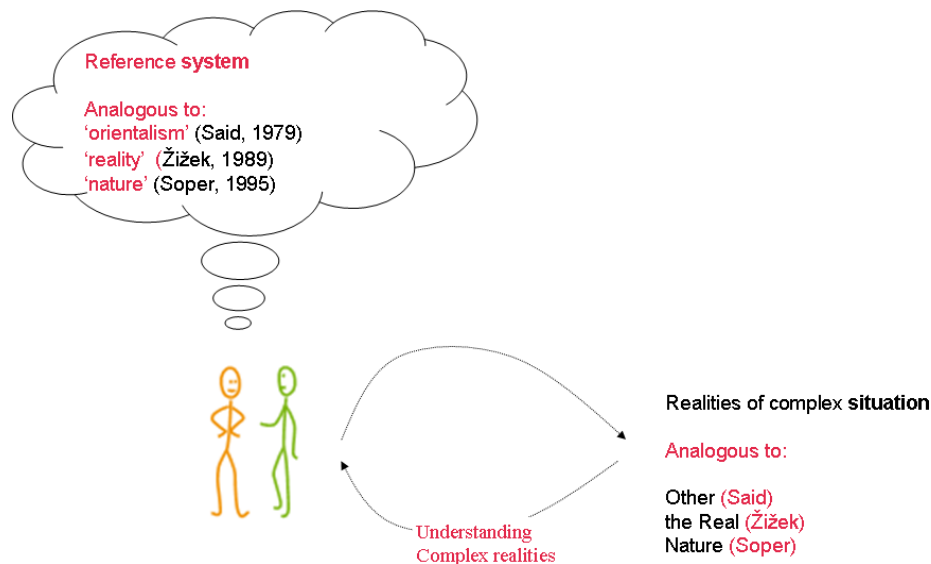 Reference system
Analogous to:
‘orientalism’ (Said, 1979)
‘reality’ (Žižek, 1989)
‘nature’ (Soper, 1995)
Realities of complex situation
Analogous to:
Other (Said)
the Real (Žižek)
Nature (Soper)
Understanding
Complex realities